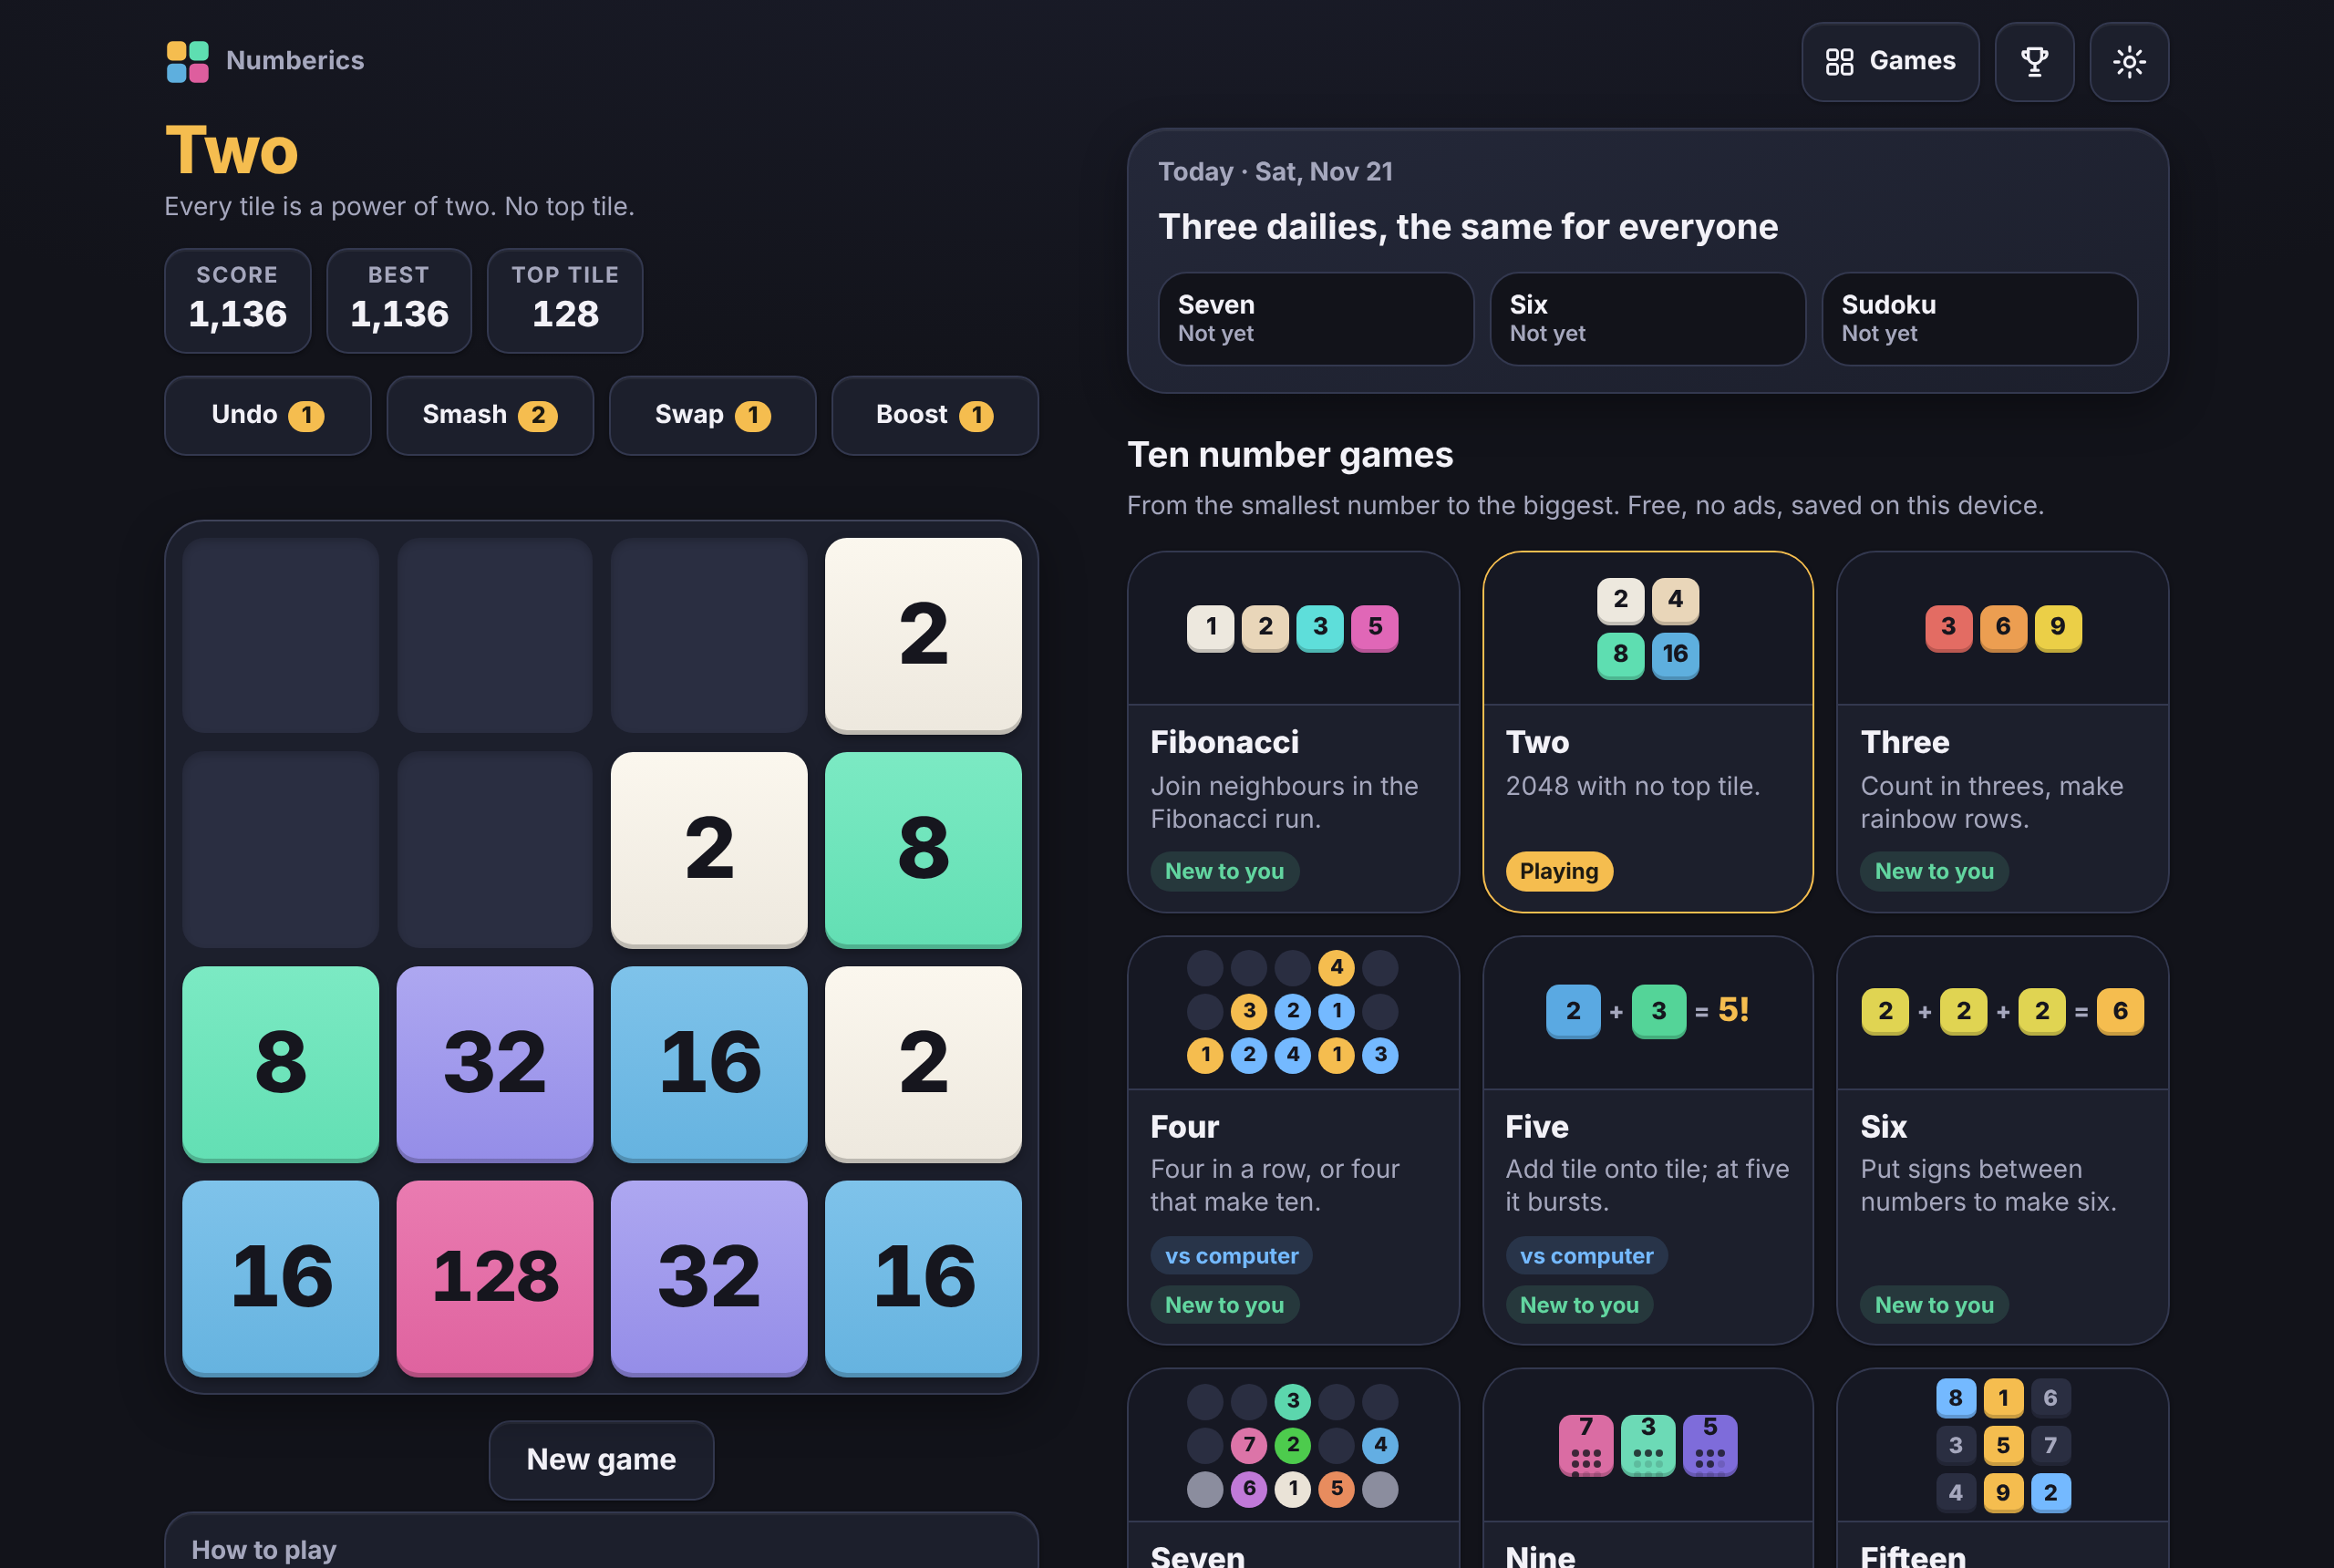 Numberics
Games
Two
Every tile is a power of two. No top tile.
SCORE
1,136
BEST
1,136
TOP TILE
128
Undo 1
Smash 2
Swap 1
Boost 1
2
2 8
8 32 16 2
16 128 32 16
New game
How to play
Today · Sat, Nov 21
Three dailies, the same for everyone
Seven
Not yet
Six
Not yet
Sudoku
Not yet
Ten number games
From the smallest number to the biggest. Free, no ads, saved on this device.
1 2 3 5
Fibonacci
Join neighbours in the
Fibonacci run.
New to you
2 4
8 16
Two
2048 with no top tile.
Playing
3 6 9
Three
Count in threes, make
rainbow rows.
New to you
4
3 2 1
1 2 4 1 3
Four
Four in a row, or four
that make ten.
vs computer
New to you
2 + 3 = 5!
Five
Add tile onto tile; at five
it bursts.
vs computer
New to you
2 + 2 + 2 = 6
Six
Put signs between
numbers to make six.
New to you
3
7 2 4
6 1 5
Seven
7 3 5
Nine
8 1 6
3 5 7
4 9 2
Fifteen